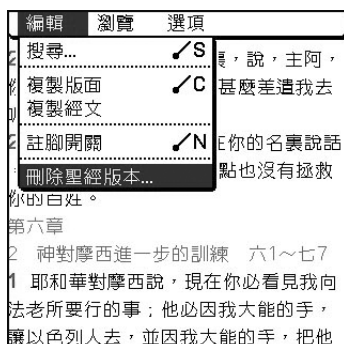 編輯 瀏覽 選項
搜尋... S
複製版面 C
複製經文
註腳開關 N
刪除聖經版本...
，說，主阿，
甚麼差遣我去
你的名裏說話
點也沒有拯救
你的百姓。
第六章
2 神對摩西進一步的訓練 六1～七7
1 耶和華對摩西說，現在你必看見我向
法老所要行的事；他必因我大能的手，
讓以色列人去，並因我大能的手，把他